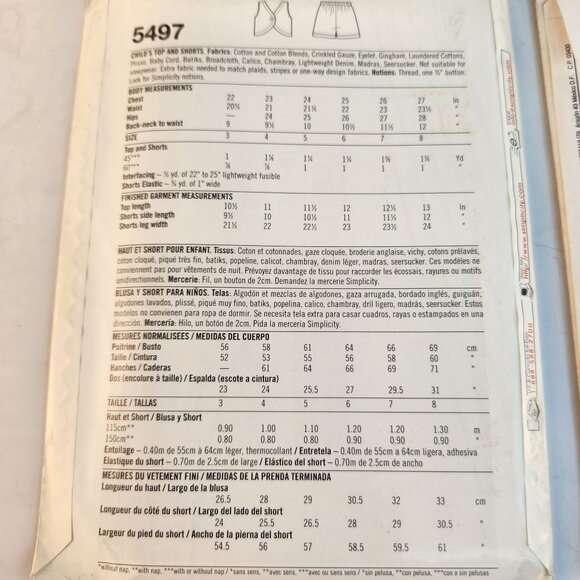 5497
CHILD'S TOP AND SHORTS. Fabrics: Cotton and Cotton Blends, Crinkled Gauze, Eyelet, Gingham, Laundered Cottons,
Pique, Baby Cord, Batiks, Broadcloth, Calico, Chambray, Lightweight Denim, Madras, Seersucker. Not suitable for
sleepwear. Extra fabric needed to match plaids, stripes or one-way design fabrics. Notions: Thread, one ¾" button.
Look for Simplicity notions.
BODY MEASUREMENTS
Chest 22 23 24 25 26 27 In
Waist 20½ 21 21½ 22 23 23½ "
Hips — 24 25 26 27 28 "
Back-neck to waist 9 9½ 10 10½ 11½ 12 "
SIZE 3 4 5 6 7 8
Top and Shorts
45"** 1 1⅛ 1¼ 1¼ 1⅜ 1⅜ Yd
60"** ⅞ ⅞ 1 1 1 1 "
Interfacing – ½ yd. of 22" to 25" lightweight fusible
Shorts Elastic – ¾ yd. of 1" wide
FINISHED GARMENT MEASUREMENTS
Top length 10½ 11 11½ 12 12½ 13 In
Shorts side length 9½ 10 10½ 11 11½ 12 "
Shorts leg width 21½ 22 22½ 23 23½ 24 "
HAUT ET SHORT POUR ENFANT. Tissus: Coton et cotonnades, gaze cloquée, broderie anglaise, vichy, cotons prélavés,
coton cloqué, piqué très fin, batiks, popeline, calicot, chambray, denim léger, madras, seersucker. Ces modèles ne
conviennent pas pour vêtements de nuit. Prévoyez davantage de tissu pour raccorder les écossais, rayures ou motifs
unidirectionnels. Mercerie: Fil, un bouton de 2cm. Demandez la mercerie Simplicity.
BLUSA Y SHORT PARA NIÑOS. Telas: Algodón et mezclas de algodones, gaza arrugada, bordado inglés, guiguán,
algodones lavados, plissé, piqué muy fino, batiks, popelina, calico, chambray, dril ligero, madras, seersucker. Estos
modelos no convienen para ropa de dormir. Se necesita tela extra para casar cuadros, rayas o estampados en una
dirección. Mercería: Hilo, un botón de 2cm. Pida la mercería Simplicity.
MESURES NORMALISEES / MEDIDAS DEL CUERPO
Poitrine / Busto 56 58 61 64 66 69 cm
Taille / Cintura 52 53 55 56 58 60 "
Hanches / Caderas — 61 64 66 69 71 "
Dos (encolure à taille) / Espalda (escote a cintura)
23 24 25.5 27 29.5 31 "
TAILLE / TALLAS 3 4 5 6 7 8
Haut et Short / Blusa y Short
115cm** 0.90 1.00 1.10 1.20 1.20 1.30 m
150cm** 0.80 0.80 0.80 0.90 0.90 0.90 "
Entoilage – 0.40m de 55cm à 64cm léger, thermocollant / Entretela – 0.40m de 55cm a 64cm ligera, adhesiva
Elastique du short – 0.70m de 2.5cm de large / Elástico del short – 0.70m de 2.5cm de ancho
MESURES DU VETEMENT FINI / MEDIDAS DE LA PRENDA TERMINADA
Longueur du haut / Largo de la blusa
26.5 28 29 30.5 32 33 cm
Longueur du côté du short / Largo del lado del short
24 25.5 26.5 28 29 30.5 "
Largeur du pied du short / Ancho de la pierna del short
54.5 56 57 58.5 59.5 61 "
*without nap, **with nap, ***with or without nap / *sans sens, **avec sens, ***avec ou sans sens / *sin pelusa, **con pelusa, ***con o sin pelusas